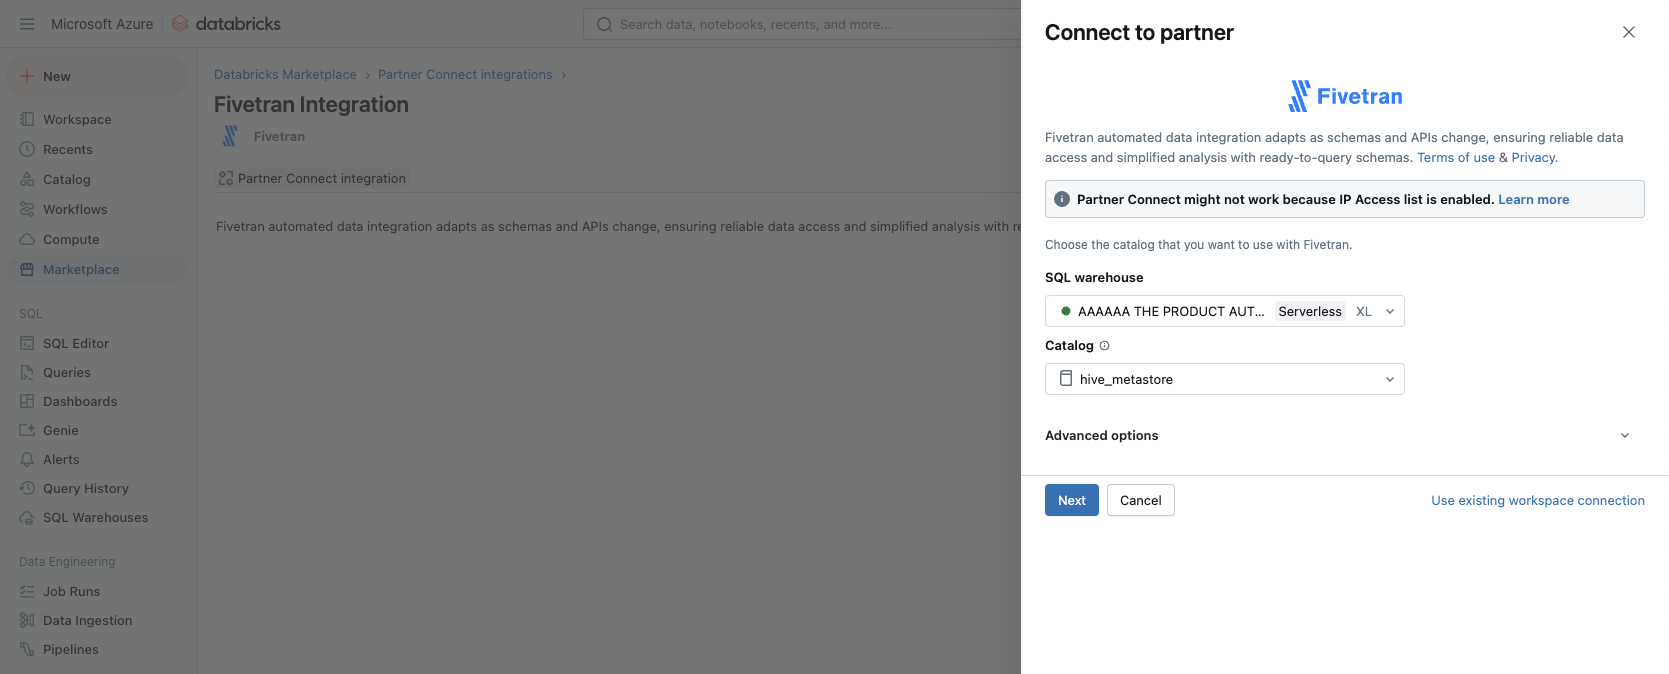 Microsoft Azure
databricks
Search data, notebooks, recents, and more...
New
Workspace
Recents
Catalog
Workflows
Compute
Marketplace
SQL
SQL Editor
Queries
Dashboards
Genie
Alerts
Query History
SQL Warehouses
Data Engineering
Job Runs
Data Ingestion
Pipelines
Databricks Marketplace › Partner Connect integrations ›
Fivetran Integration
Fivetran
Partner Connect integration
Fivetran automated data integration adapts as schemas and APIs change, ensuring reliable data access and simplified analysis with re
Connect to partner
Fivetran
Fivetran automated data integration adapts as schemas and APIs change, ensuring reliable data
access and simplified analysis with ready-to-query schemas. Terms of use & Privacy.
Partner Connect might not work because IP Access list is enabled. Learn more
Choose the catalog that you want to use with Fivetran.
SQL warehouse
AAAAAA THE PRODUCT AUT... Serverless XL
Catalog
hive_metastore
Advanced options
Next
Cancel
Use existing workspace connection